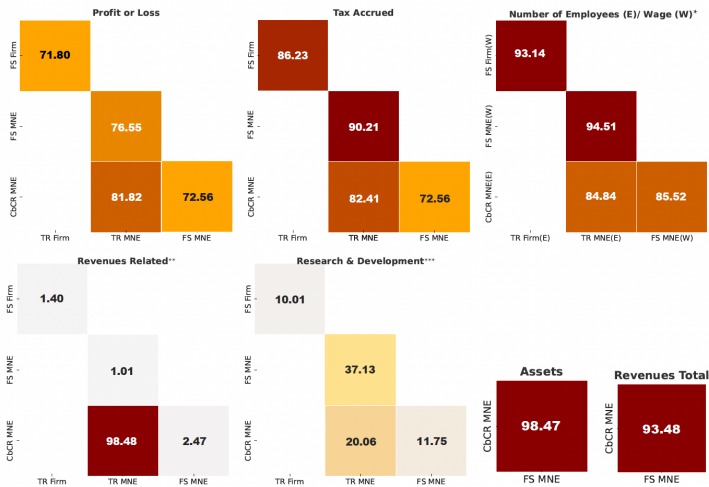 Profit or Loss
FS Firm
71.80
FS MNE
76.55
CbCR MNE
81.82 72.56
TR Firm TR MNE FS MNE
Tax Accrued
FS Firm
86.23
FS MNE
90.21
CbCR MNE
82.41 72.56
TR Firm TR MNE FS MNE
Number of Employees (E)/ Wage (W)*
FS Firm(W)
93.14
FS MNE(W)
94.51
CbCR MNE(E)
84.84 85.52
TR Firm(E) TR MNE(E) FS MNE(W)
Revenues Related**
FS Firm
1.40
FS MNE
1.01
CbCR MNE
98.48 2.47
TR Firm TR MNE FS MNE
Research & Development***
FS Firm
10.01
FS MNE
37.13
CbCR MNE
20.06 11.75
TR Firm TR MNE FS MNE
Assets
CbCR MNE
98.47
FS MNE
Revenues Total
CbCR MNE
93.48
FS MNE